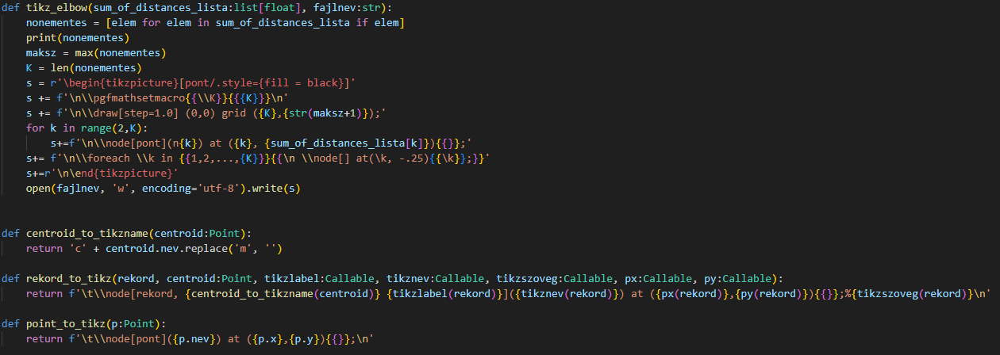 def tikz_elbow(sum_of_distances_lista:list[float], fajlnev:str):
    nonementes = [elem for elem in sum_of_distances_lista if elem]
    print(nonementes)
    maksz = max(nonementes)
    K = len(nonementes)
    s = r'\begin{tikzpicture}[pont/.style={fill = black}]'
    s += f'\n\\pgfmathsetmacro{{\\K}}{{{K}}}\n'
    s += f'\n\\draw[step=1.0] (0,0) grid ({K},{str(maksz+1)});'
    for k in range(2,K):
        s+=f'\n\\node[pont](n{k}) at ({k}, {sum_of_distances_lista[k]}){{}};'
    s+= f'\n\\foreach \\k in {{1,2,...,{K}}}{{\n \\node[] at(\k, -.25){{\k}};}}'
    s+=r'\n\end{tikzpicture}'
    open(fajlnev, 'w', encoding='utf-8').write(s)
def centroid_to_tikzname(centroid:Point):
    return 'c' + centroid.nev.replace('m', '')
def rekord_to_tikz(rekord, centroid:Point, tikzlabel:Callable, tikznev:Callable, tikzszoveg:Callable, px:Callable, py:Callable):
    return f'\t\\node[rekord, {centroid_to_tikzname(centroid)} {tikzlabel(rekord)}]({tikznev(rekord)}) at ({px(rekord)},{py(rekord)}){{}};%{tikzszoveg(rekord)}\n'
def point_to_tikz(p:Point):
    return f'\t\\node[pont]({p.nev}) at ({p.x},{p.y}){{}};\n'